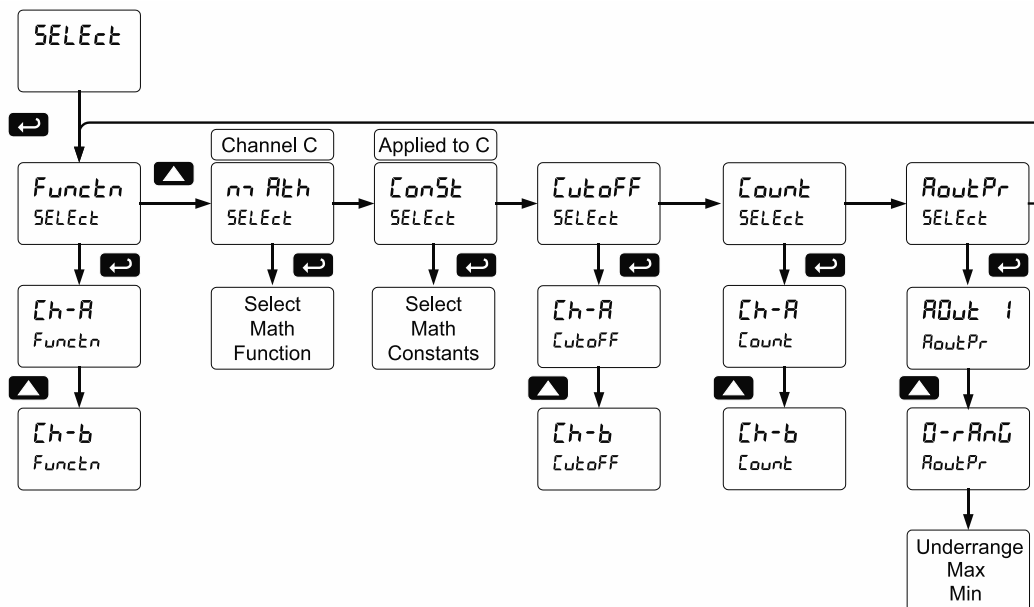 SELEct
Channel C
Applied to C
Functn
SELEct
mAth
SELEct
ConSt
SELEct
CutoFF
SELEct
Count
SELEct
AoutPr
SELEct
Ch-A
Functn
Select
Math
Function
Select
Math
Constants
Ch-A
CutoFF
Ch-A
Count
AOut 1
AoutPr
Ch-b
Functn
Ch-b
CutoFF
Ch-b
Count
O-rAnG
AoutPr
Underrange
Max
Min